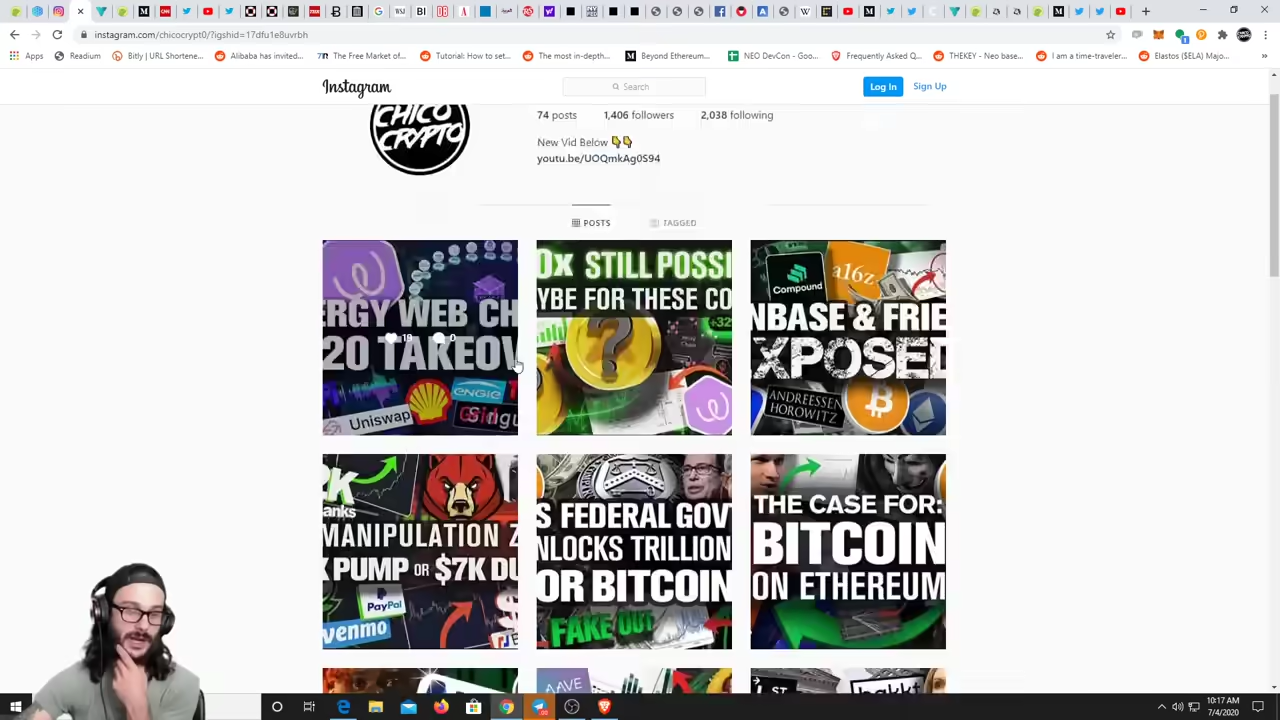 instagram.com/chicocrypt0/?igshid=17dfu1e8uvrbh
Apps
Readium
Bitly | URL Shortene...
Alibaba has invited...
The Free Market of...
Tutorial: How to set...
The most in-depth...
Beyond Ethereum...
NEO DevCon - Goo...
Frequently Asked Q...
THEKEY - Neo base...
I am a time-traveler...
Elastos ($ELA) Majo...
Instagram
Search
Log In
Sign Up
CHICO
CRYPTO
74 posts
1,406 followers
2,038 following
New Vid Below 👇👇
youtu.be/UOQmkAg0S94
POSTS
TAGGED
ERGY WEB CH
20 TAKEOV
19
0
Uniswap
ENGIE
0x STILL POSSI
YBE FOR THESE CO
?
Compound
a16z
NBASE & FRIE
XPOSED
ANDREESSEN
HOROWITZ
anks
MANIPULATION Z
K PUMP OR $7K DU
PayPal
venmo
S FEDERAL GOV
NLOCKS TRILLION
OR BITCOIN
FAKE OUT
THE CASE FOR:
BITCOIN
ON ETHEREUM
AAVE
ST
bakkt
10:17 AM
7/4/2020